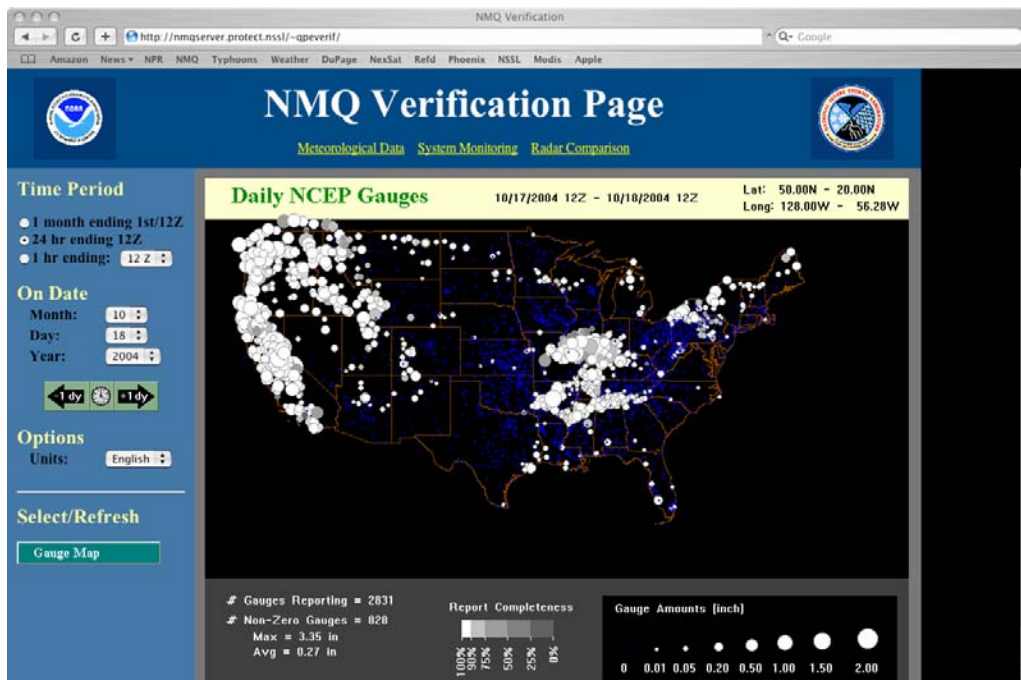 NMQ Verification
http://nmqserver.protect.nssl/~qpeverif/
Google
Amazon News NPR NMQ Typhoons Weather DuPage NexSat Refd Phoenix NSSL Modis Apple
NOAA
NMQ Verification Page
Meteorological Data System Monitoring Radar Comparison
Time Period
1 month ending 1st/12Z
24 hr ending 12Z
1 hr ending: 12 Z
On Date
Month: 10
Day: 18
Year: 2004
-1 dy +1 dy
Options
Units: English
Select/Refresh
Gauge Map
Daily NCEP Gauges
10/17/2004 12Z - 10/18/2004 12Z
Lat: 50.00N - 20.00N
Long: 128.00W - 56.28W
# Gauges Reporting = 2831
# Non-Zero Gauges = 828
Max = 3.35 in
Avg = 0.27 in
Report Completeness
100% 90% 75% 50% 25% 0%
Gauge Amounts (inch)
0 0.01 0.05 0.20 0.50 1.00 1.50 2.00